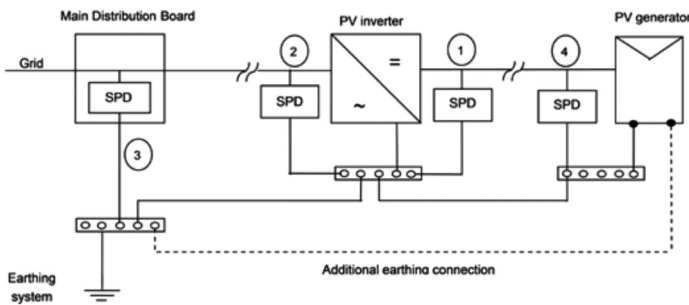 Main Distribution Board
PV inverter
PV generator
Grid
2
1
4
=
~
SPD
SPD
SPD
SPD
3
Earthing
system
Additional earthing connection